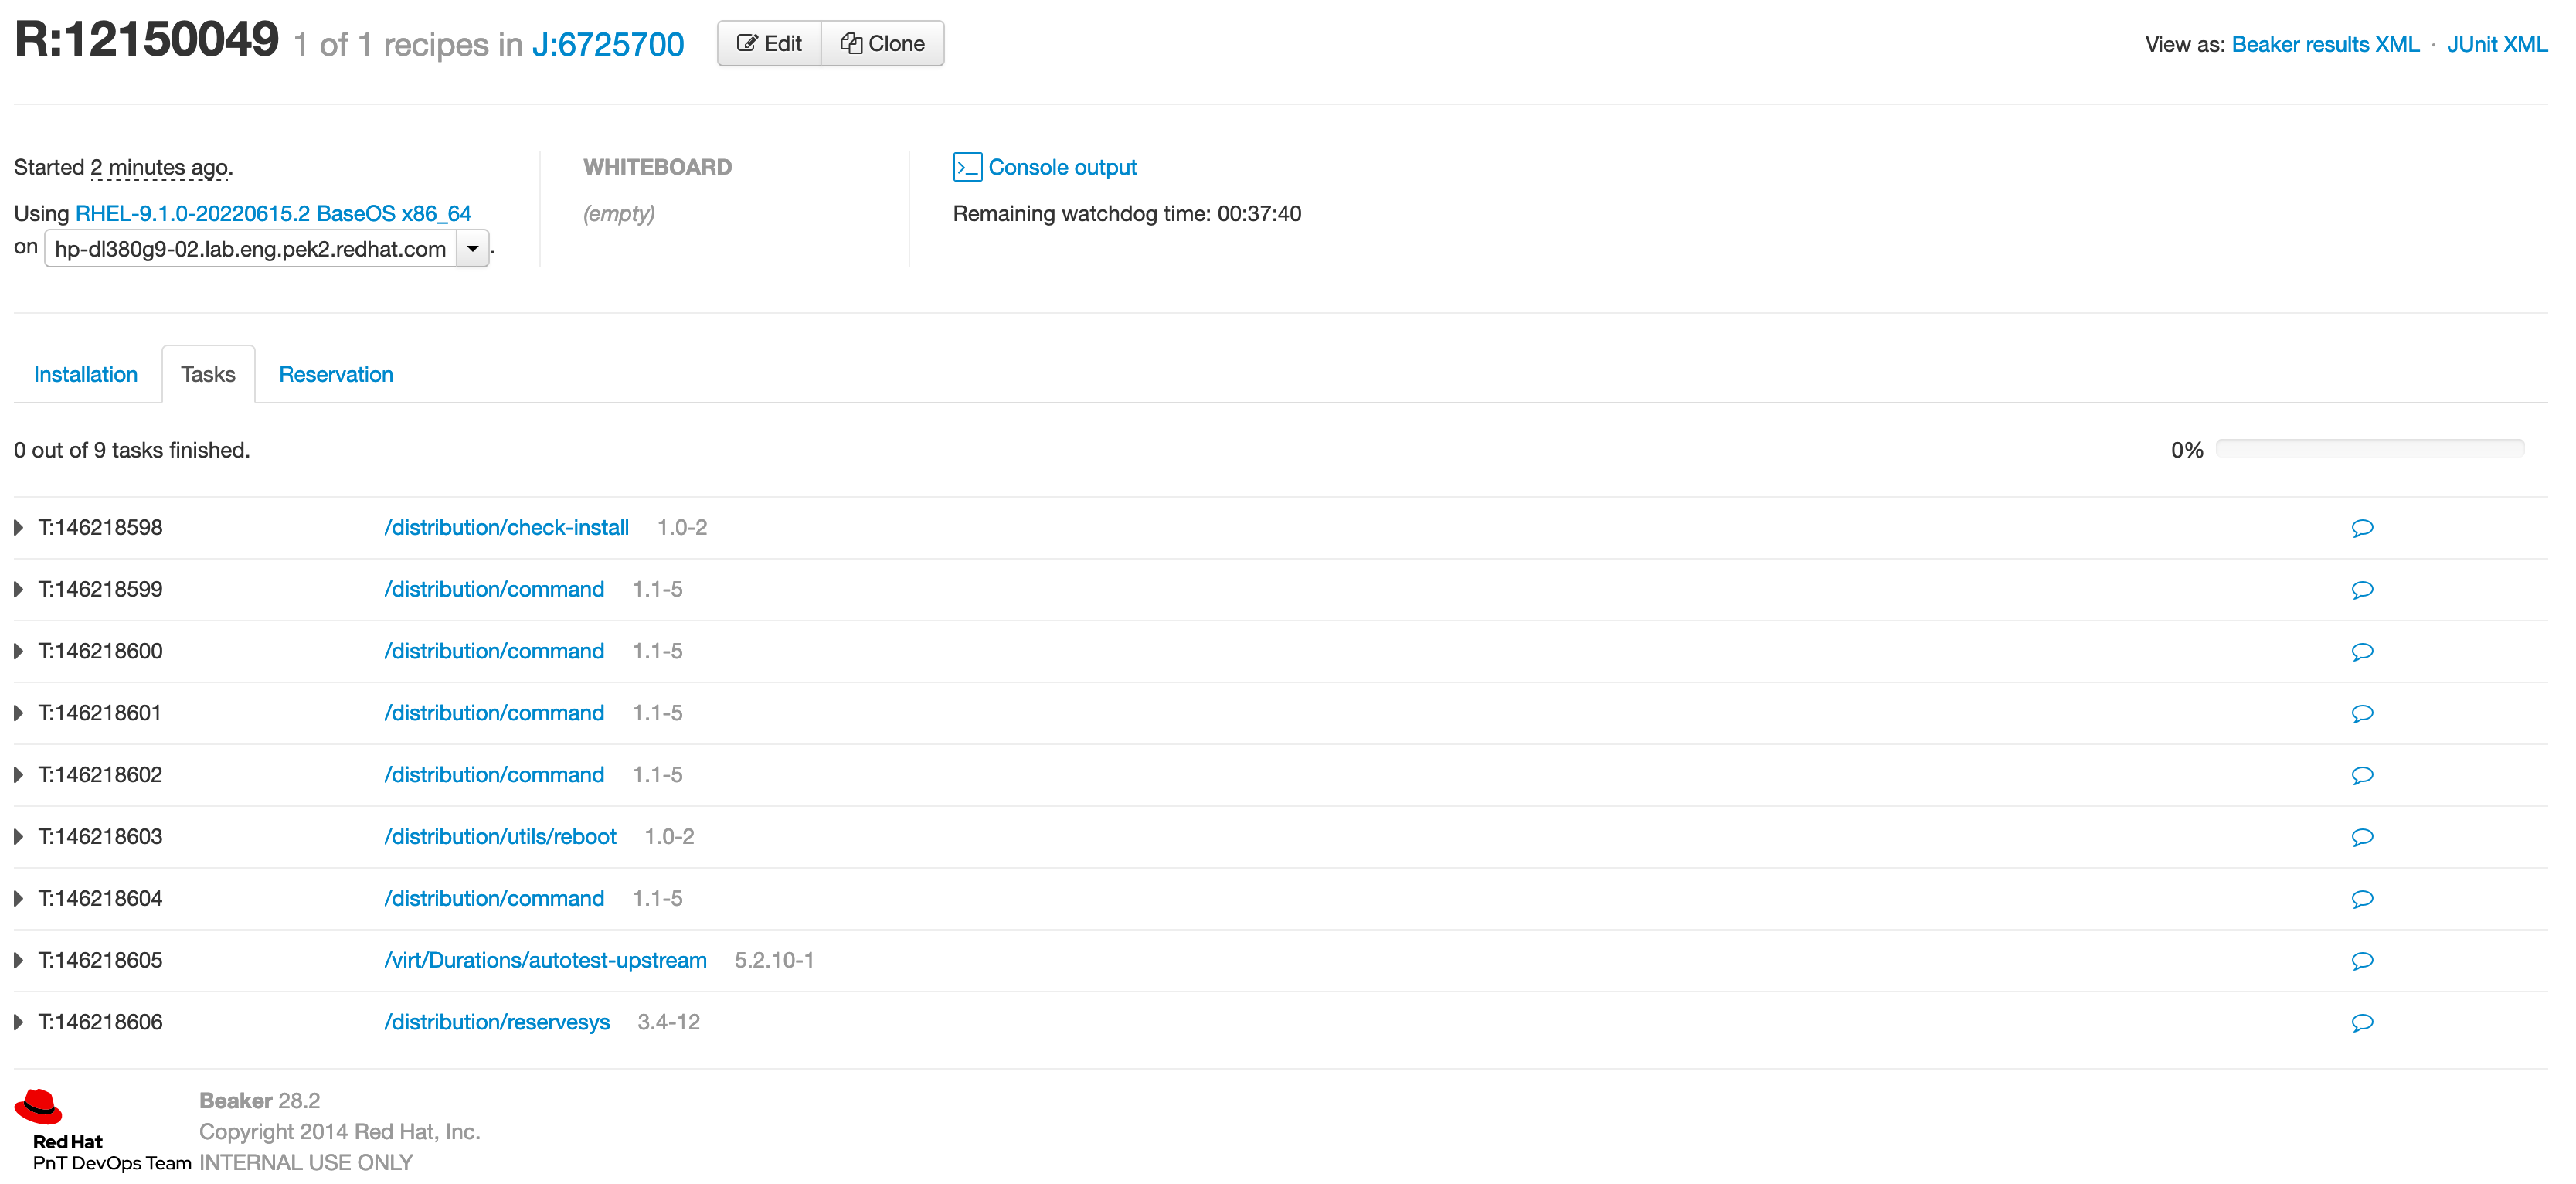 R:12150049 1 of 1 recipes in J:6725700 Edit Clone View as: Beaker results XML · JUnit XML
Started 2 minutes ago.
Using RHEL-9.1.0-20220615.2 BaseOS x86_64
on hp-dl380g9-02.lab.eng.pek2.redhat.com .
WHITEBOARD
(empty)
Console output
Remaining watchdog time: 00:37:40
Installation Tasks Reservation
0 out of 9 tasks finished. 0%
T:146218598 /distribution/check-install 1.0-2
T:146218599 /distribution/command 1.1-5
T:146218600 /distribution/command 1.1-5
T:146218601 /distribution/command 1.1-5
T:146218602 /distribution/command 1.1-5
T:146218603 /distribution/utils/reboot 1.0-2
T:146218604 /distribution/command 1.1-5
T:146218605 /virt/Durations/autotest-upstream 5.2.10-1
T:146218606 /distribution/reservesys 3.4-12
Red Hat
PnT DevOps Team
Beaker 28.2
Copyright 2014 Red Hat, Inc.
INTERNAL USE ONLY